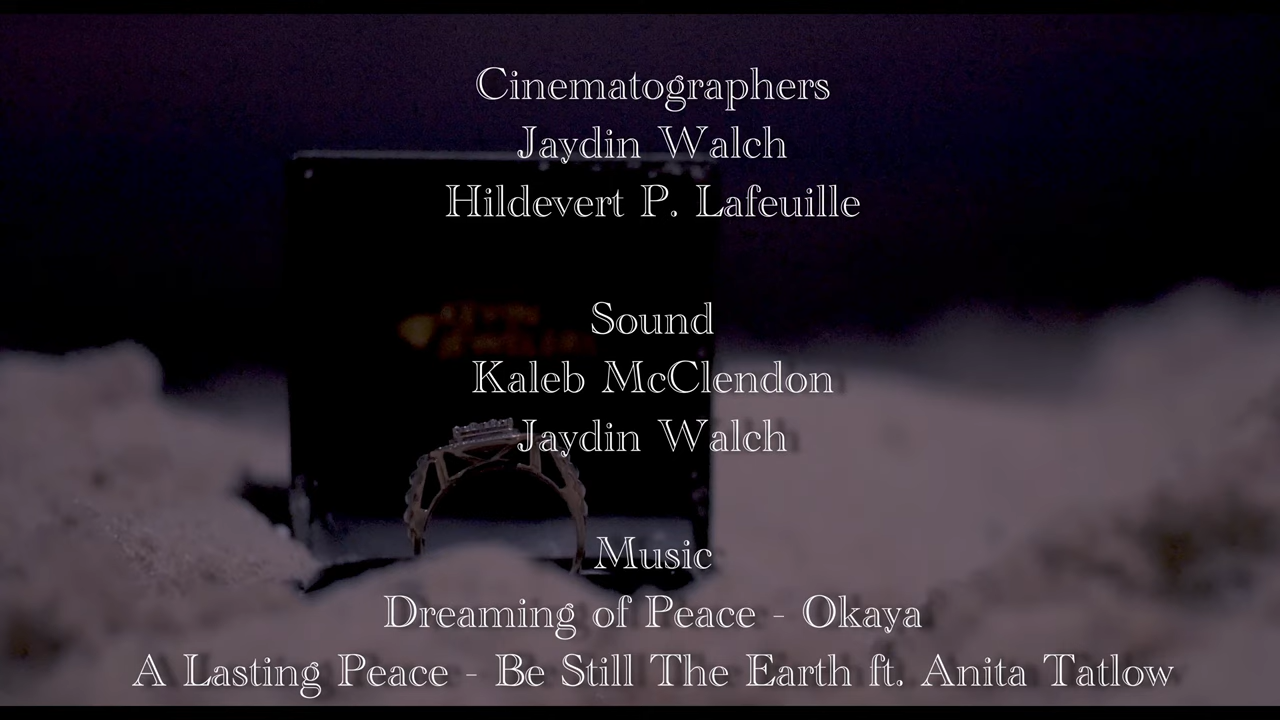 Cinematographers
Jaydin Walch
Hildevert P. Lafeuille
Sound
Kaleb McClendon
Jaydin Walch
Music
Dreaming of Peace - Okaya
A Lasting Peace - Be Still The Earth ft. Anita Tatlow